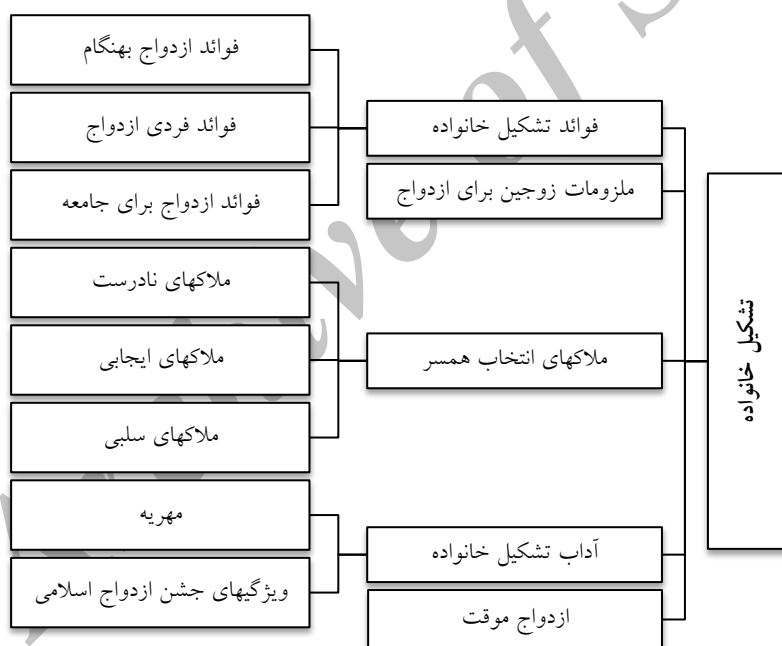 تشکیل خانواده
فوائد تشکیل خانواده
فوائد ازدواج بهنگام
فوائد فردی ازدواج
فوائد ازدواج برای جامعه
ملزومات زوجین برای ازدواج
ملاکهای انتخاب همسر
ملاکهای نادرست
ملاکهای ایجابی
ملاکهای سلبی
آداب تشکیل خانواده
مهریه
ویژگیهای جشن ازدواج اسلامی
ازدواج موقت
Archive of S